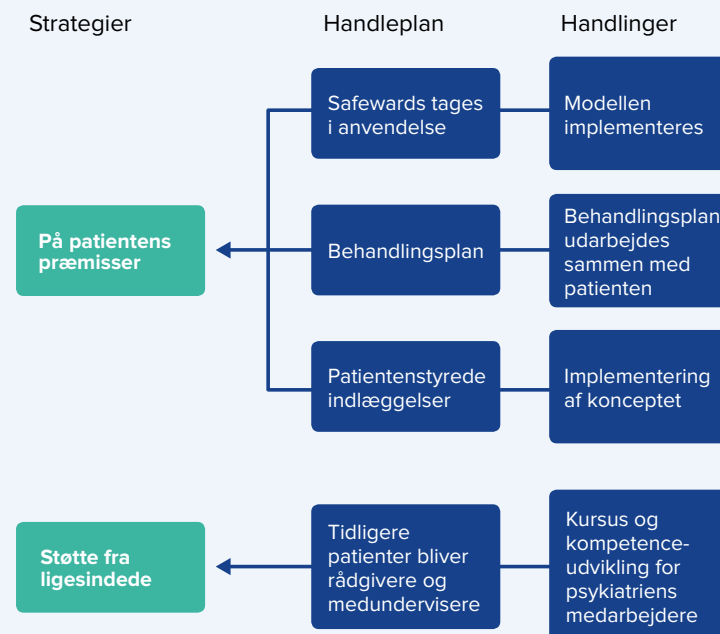 Strategier
Handleplan
Handlinger
Safewards tages
i anvendelse
Modellen
implementeres
På patientens
præmisser
Behandlingsplan
Behandlingsplan
udarbejdes
sammen med
patienten
Patientenstyrede
indlæggelser
Implementering
af konceptet
Støtte fra
ligesindede
Tidligere
patienter bliver
rådgivere og
medundervisere
Kursus og
kompetence-
udvikling for
psykiatriens
medarbejdere